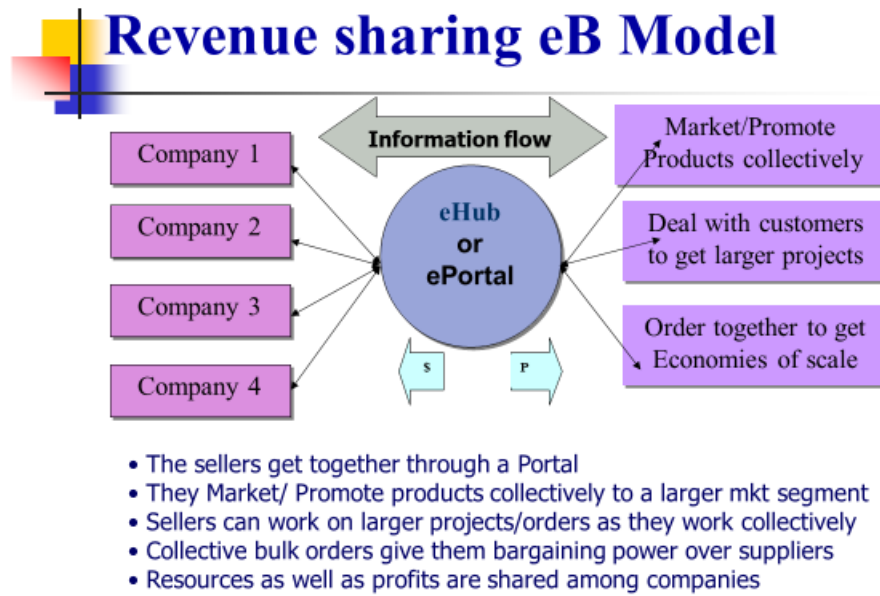 Revenue sharing eB Model
Information flow
Company 1
Company 2
Company 3
Company 4
eHub
or
ePortal
$
P
Market/Promote
Products collectively
Deal with customers
to get larger projects
Order together to get
Economies of scale
• The sellers get together through a Portal
• They Market/ Promote products collectively to a larger mkt segment
• Sellers can work on larger projects/orders as they work collectively
• Collective bulk orders give them bargaining power over suppliers
• Resources as well as profits are shared among companies